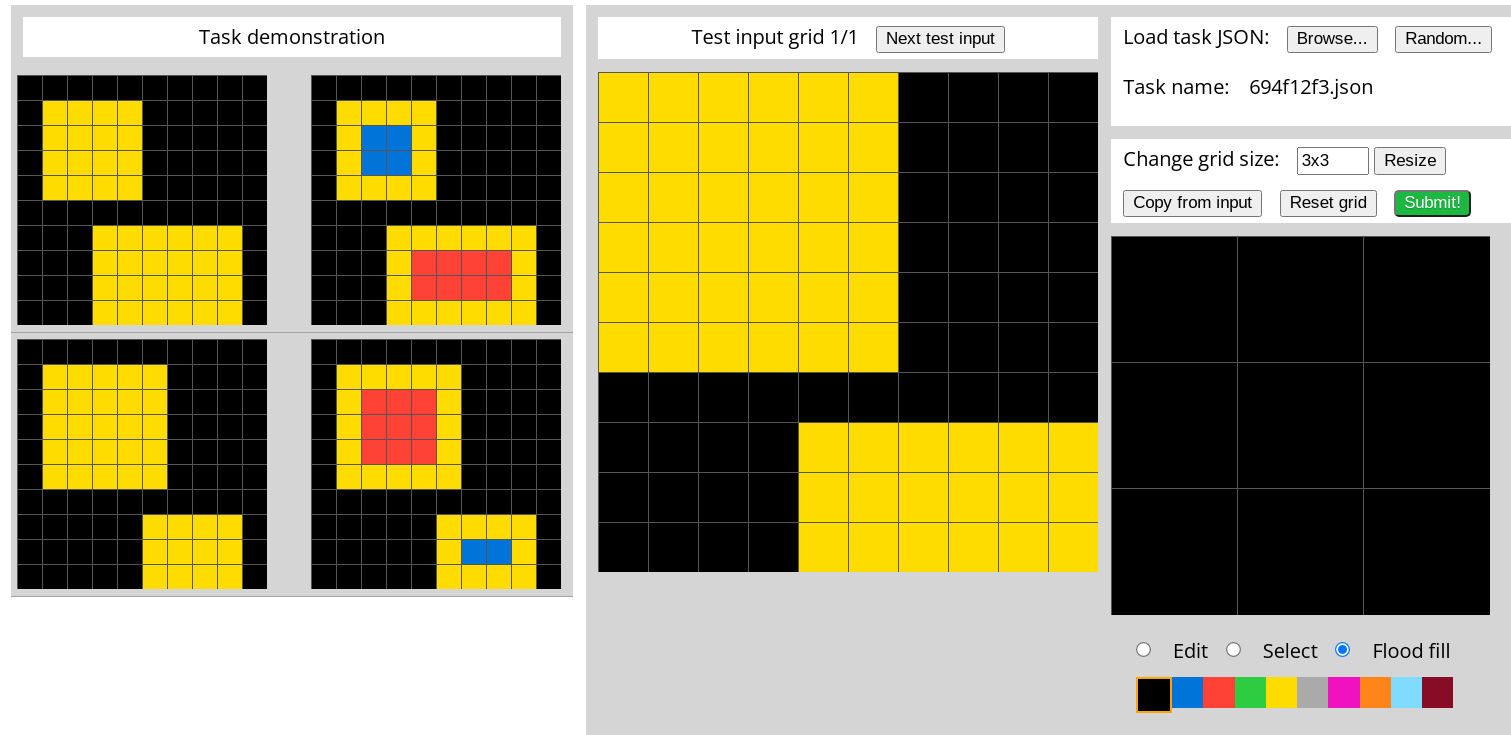 Task demonstration
Test input grid 1/1 Next test input
Load task JSON: Browse... Random...
Task name: 694f12f3.json
Change grid size: 3x3 Resize
Copy from input Reset grid Submit!
Edit Select Flood fill